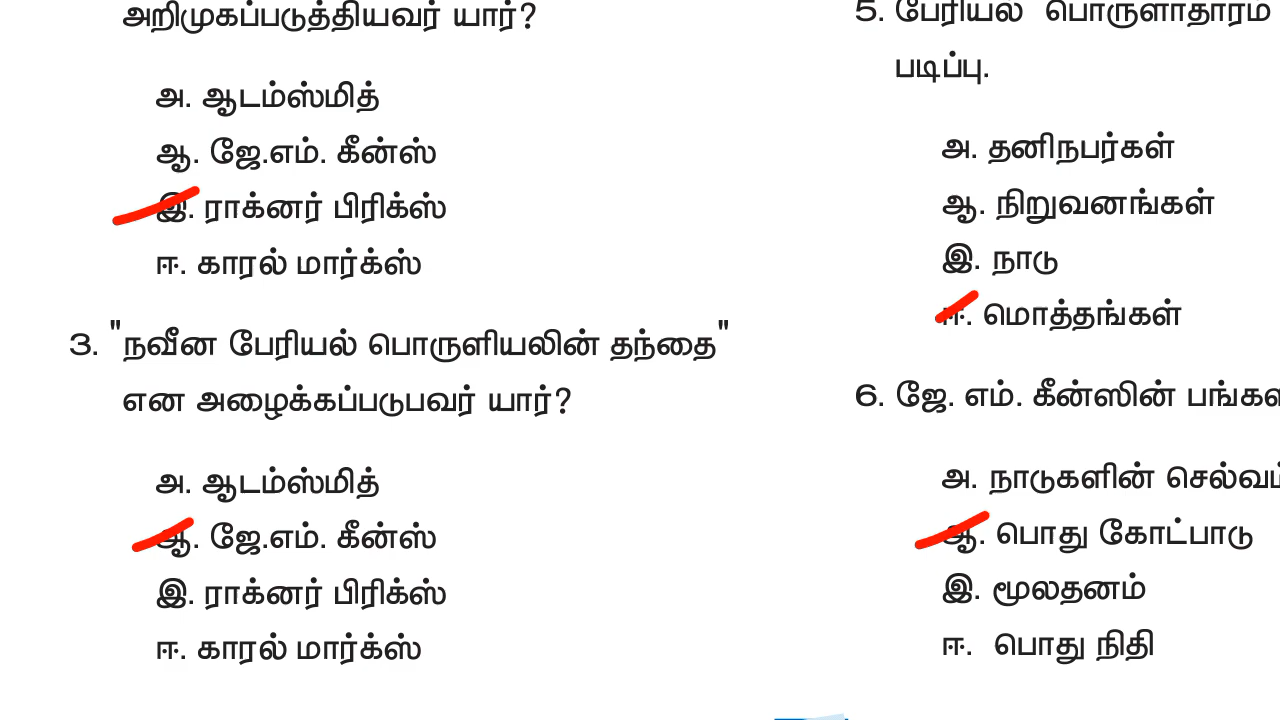 அறிமுகப்படுத்தியவர் யார்?
அ. ஆடம்ஸ்மித்
ஆ. ஜே.எம். கீன்ஸ்
இ. ராக்னர் பிரிக்ஸ்
ஈ. காரல் மார்க்ஸ்
3. "நவீன பேரியல் பொருளியலின் தந்தை"
என அழைக்கப்படுபவர் யார்?
அ. ஆடம்ஸ்மித்
ஆ. ஜே.எம். கீன்ஸ்
இ. ராக்னர் பிரிக்ஸ்
ஈ. காரல் மார்க்ஸ்
5. பேரியல் பொருளாதாரம்
படிப்பு.
அ. தனிநபர்கள்
ஆ. நிறுவனங்கள்
இ. நாடு
ஈ. மொத்தங்கள்
6. ஜே. எம். கீன்ஸின்
அ. நாடுகளின்
ஆ. பொது கோட்பாடு
இ. மூலதனம்
ஈ. பொது நிதி